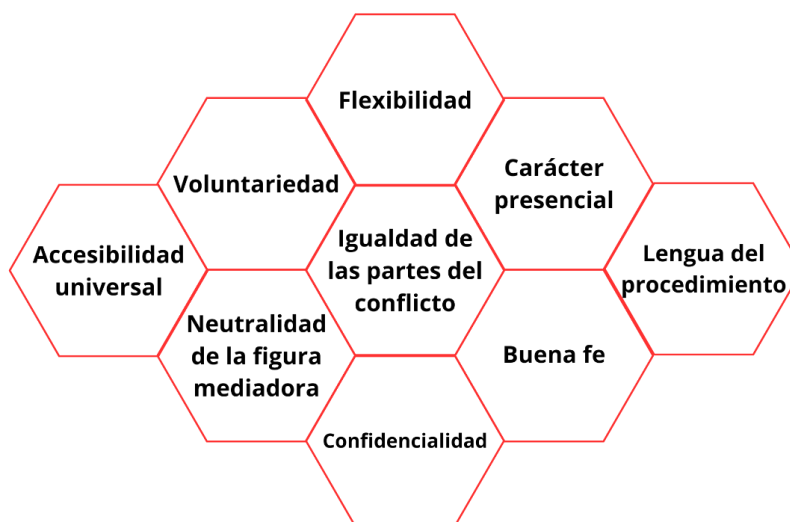 Flexibilidad
Voluntariedad
Carácter
presencial
Accesibilidad
universal
Igualdad de
las partes del
conflicto
Lengua del
procedimiento
Neutralidad
de la figura
mediadora
Buena fe
Confidencialidad